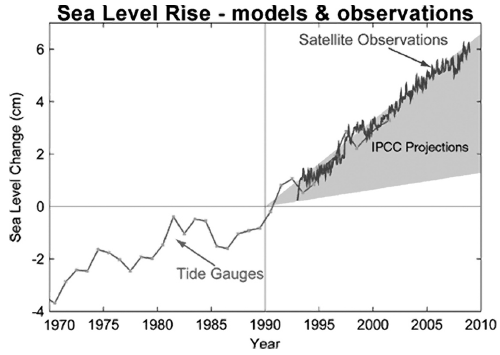 Sea Level Rise - models & observations
6
Satellite Observations
4
IPCC Projections
2
Sea Level Change (cm)
0
Tide Gauges
-2
-4
1970 1975 1980 1985 1990 1995 2000 2005 2010
Year